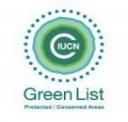 IUCN
Green List
Protected | Conserved Areas